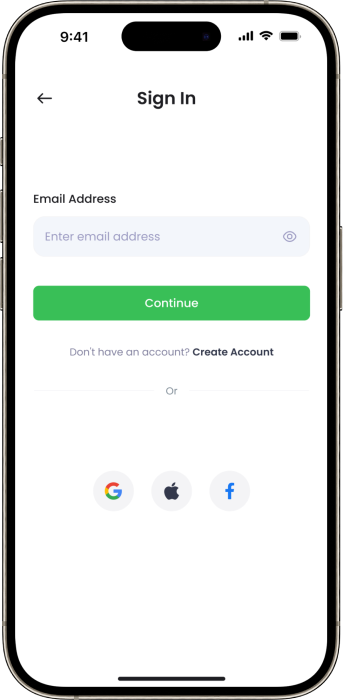 9:41
Sign In
Email Address
Enter email address
Continue
Don't have an account? Create Account
Or